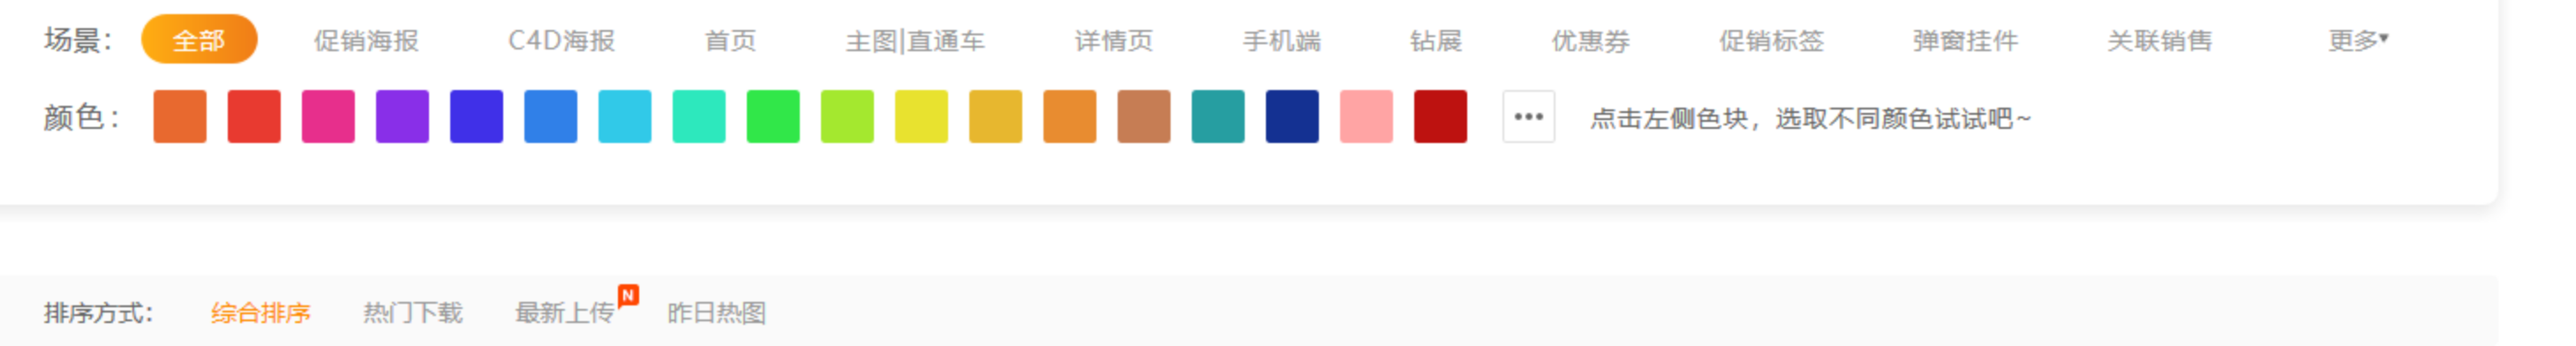 场景： 全部 促销海报 C4D海报 首页 主图|直通车 详情页 手机端 钻展 优惠券 促销标签 弹窗挂件 关联销售 更多▾
颜色： ••• 点击左侧色块，选取不同颜色试试吧~
排序方式： 综合排序 热门下载 最新上传 N 昨日热图